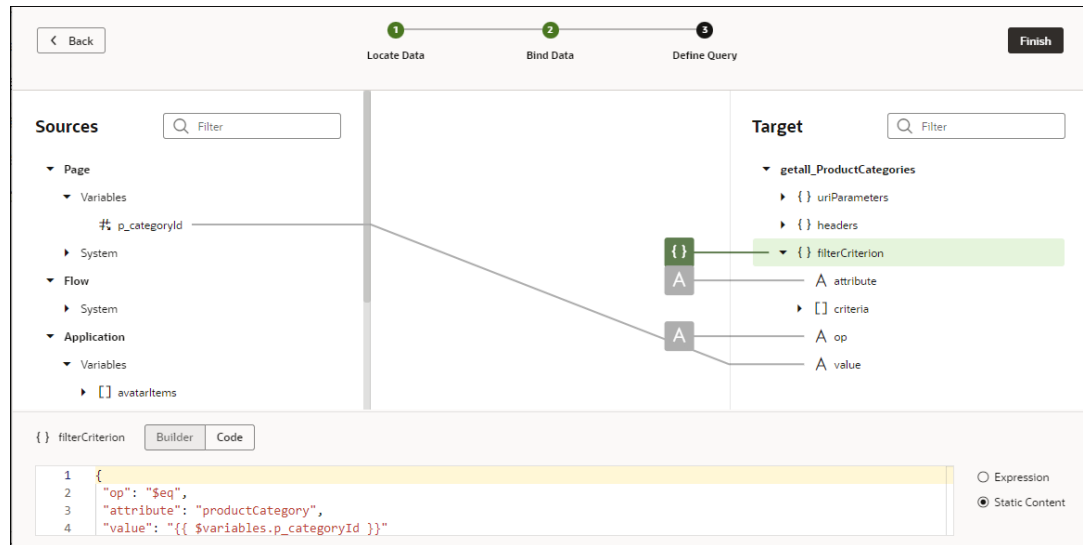 Back
1
2
3
Locate Data
Bind Data
Define Query
Finish
Sources
Filter
Page
Variables
# p_categoryId
System
Flow
System
Application
Variables
[ ] avatarItems
Target
Filter
getall_ProductCategories
{ } uriParameters
{ } headers
{ }
{ } filterCriterion
A
A attribute
[ ] criteria
A
A op
A value
{ } filterCriterion
Builder
Code
1 {
2 "op": "$eq",
3 "attribute": "productCategory",
4 "value": "{{ $variables.p_categoryId }}"
Expression
Static Content